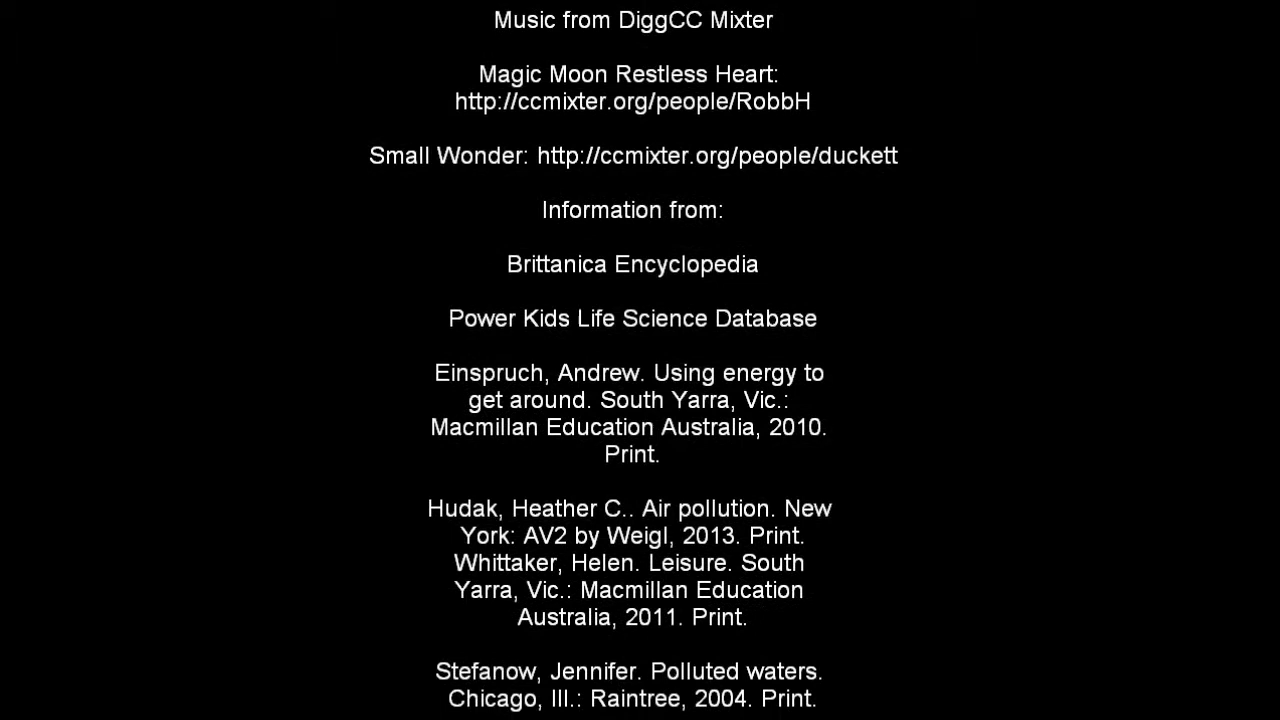 Music from DiggCC Mixter
Magic Moon Restless Heart:
http://ccmixter.org/people/RobbH
Small Wonder: http://ccmixter.org/people/duckett
Information from:
Brittanica Encyclopedia
Power Kids Life Science Database
Einspruch, Andrew. Using energy to
get around. South Yarra, Vic.:
Macmillan Education Australia, 2010.
Print.
Hudak, Heather C.. Air pollution. New
York: AV2 by Weigl, 2013. Print.
Whittaker, Helen. Leisure. South
Yarra, Vic.: Macmillan Education
Australia, 2011. Print.
Stefanow, Jennifer. Polluted waters.
Chicago, Ill.: Raintree, 2004. Print.